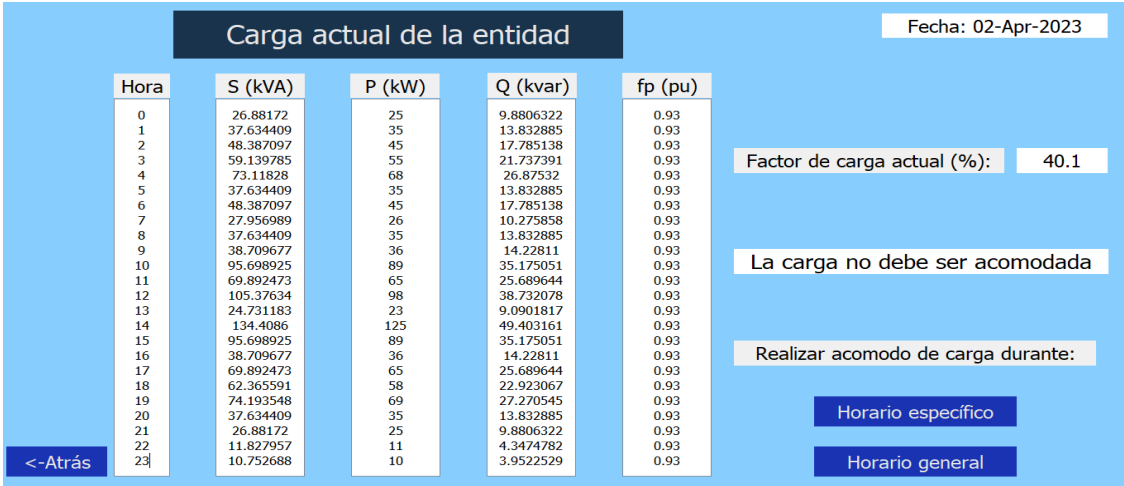 Carga actual de la entidad
Fecha: 02-Apr-2023
Hora S (kVA) P (kW) Q (kvar) fp (pu)
0 26.88172 25 9.8806322 0.93
1 37.634409 35 13.832885 0.93
2 48.387097 45 17.785138 0.93
3 59.139785 55 21.737391 0.93
4 73.11828 68 26.87532 0.93
5 37.634409 35 13.832885 0.93
6 48.387097 45 17.785138 0.93
7 27.956989 26 10.275858 0.93
8 37.634409 35 13.832885 0.93
9 38.709677 36 14.22811 0.93
10 95.698925 89 35.175051 0.93
11 69.892473 65 25.689644 0.93
12 105.37634 98 38.732078 0.93
13 24.731183 23 9.0901817 0.93
14 134.4086 125 49.403161 0.93
15 95.698925 89 35.175051 0.93
16 38.709677 36 14.22811 0.93
17 69.892473 65 25.689644 0.93
18 62.365591 58 22.923067 0.93
19 74.193548 69 27.270545 0.93
20 37.634409 35 13.832885 0.93
21 26.88172 25 9.8806322 0.93
22 11.827957 11 4.3474782 0.93
23 10.752688 10 3.9522529 0.93
Factor de carga actual (%): 40.1
La carga no debe ser acomodada
Realizar acomodo de carga durante:
Horario específico
Horario general
<-Atrás